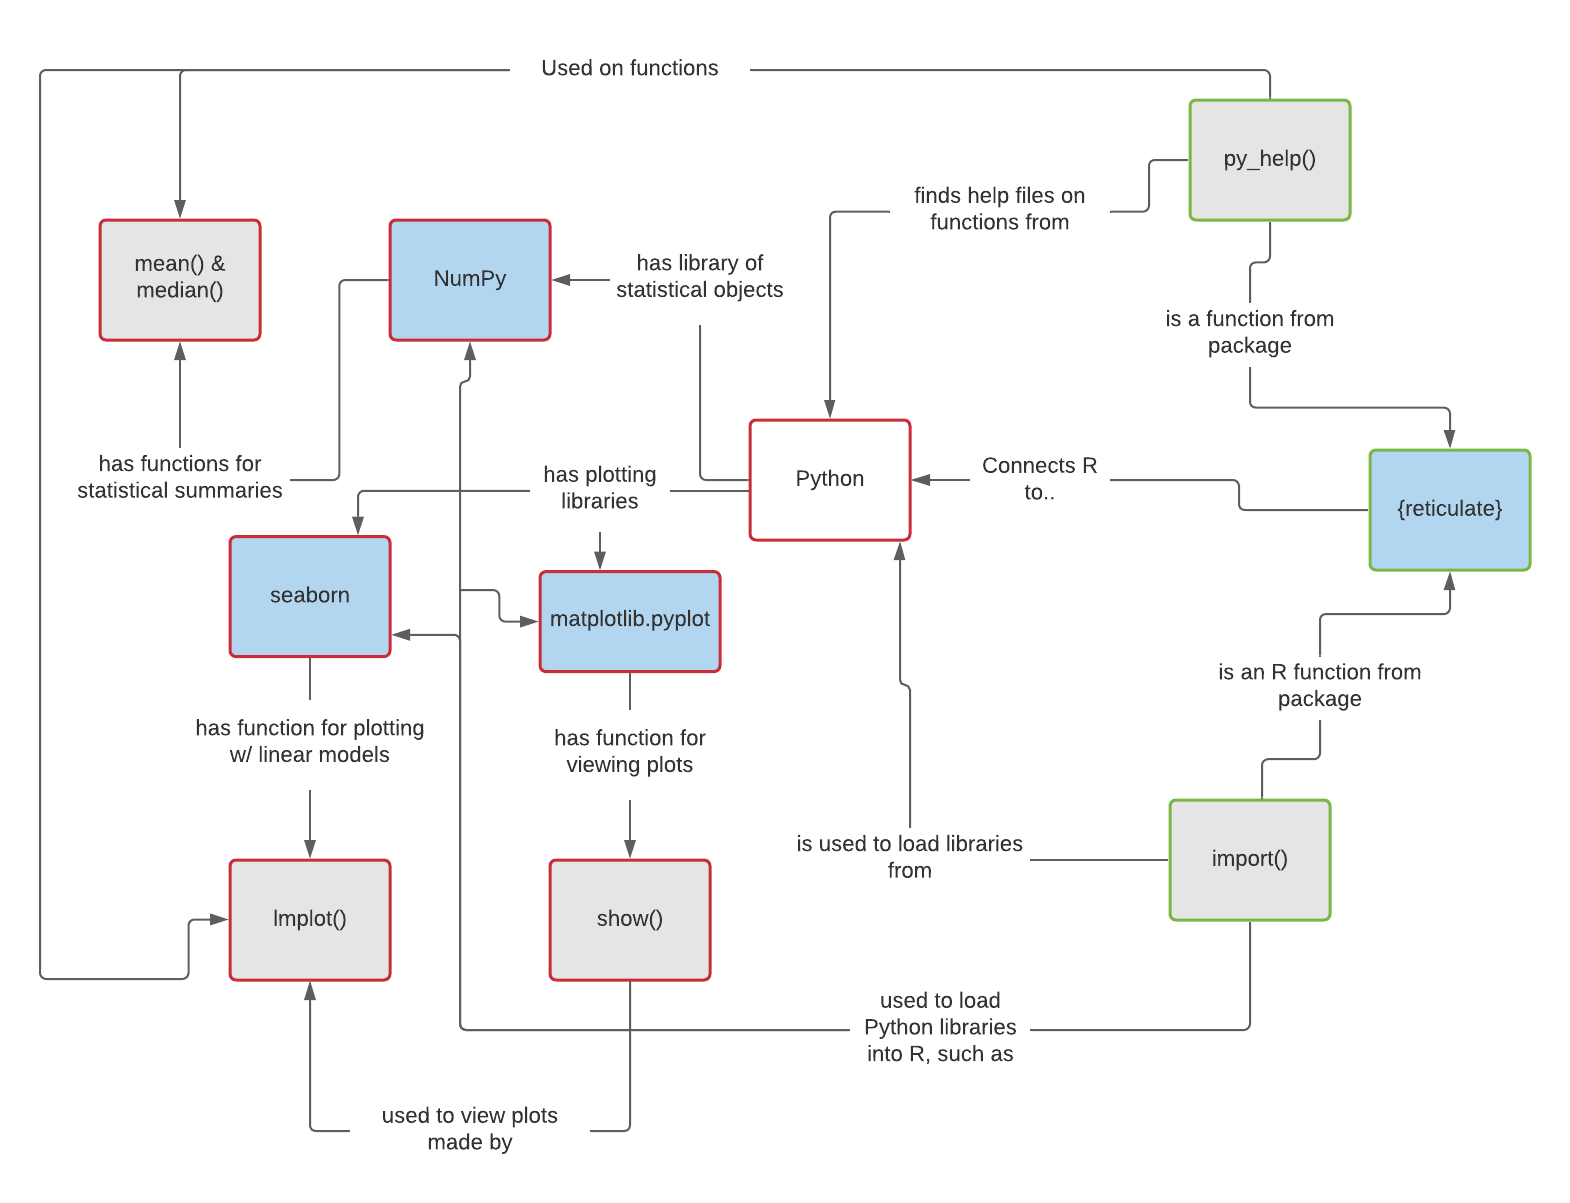 Used on functions
py_help()
finds help files on
functions from
mean() &
median()
NumPy
has library of
statistical objects
is a function from
package
has functions for
statistical summaries
has plotting
libraries
Python
Connects R
to..
{reticulate}
seaborn
matplotlib.pyplot
is an R function from
package
has function for plotting
w/ linear models
has function for
viewing plots
is used to load libraries
from
import()
lmplot()
show()
used to load
Python libraries
into R, such as
used to view plots
made by